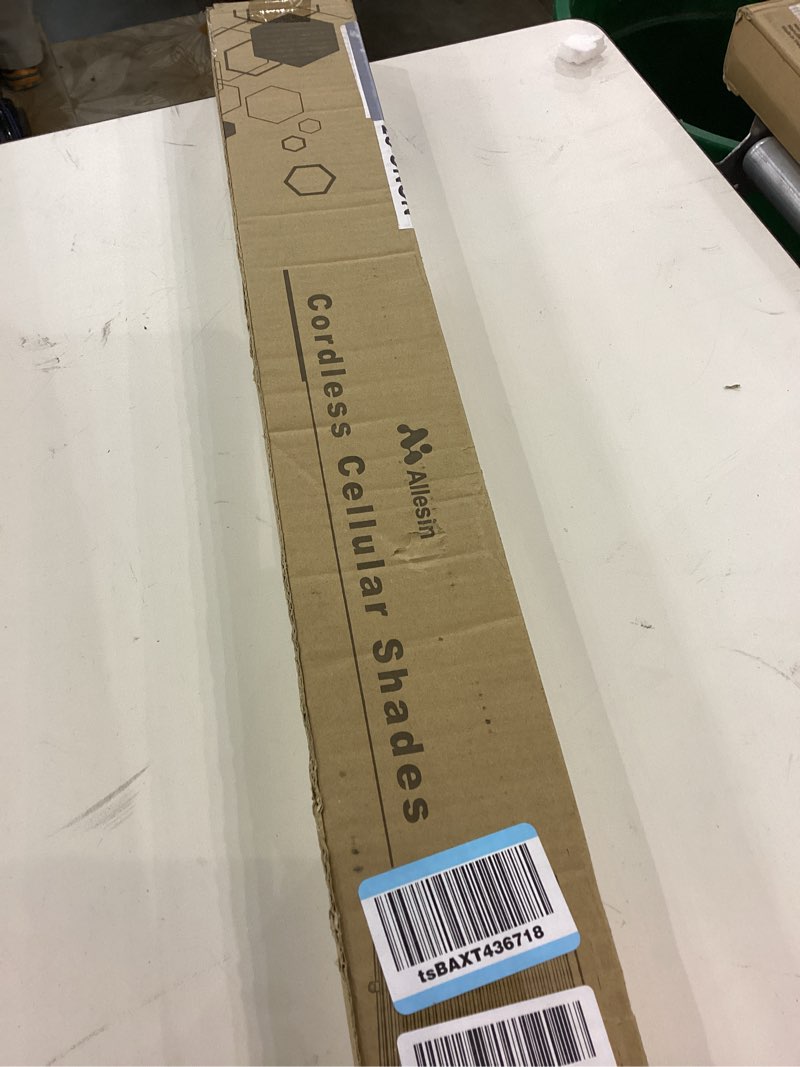 Allesin
Cordless Cellular Shades
tsBAXT436718